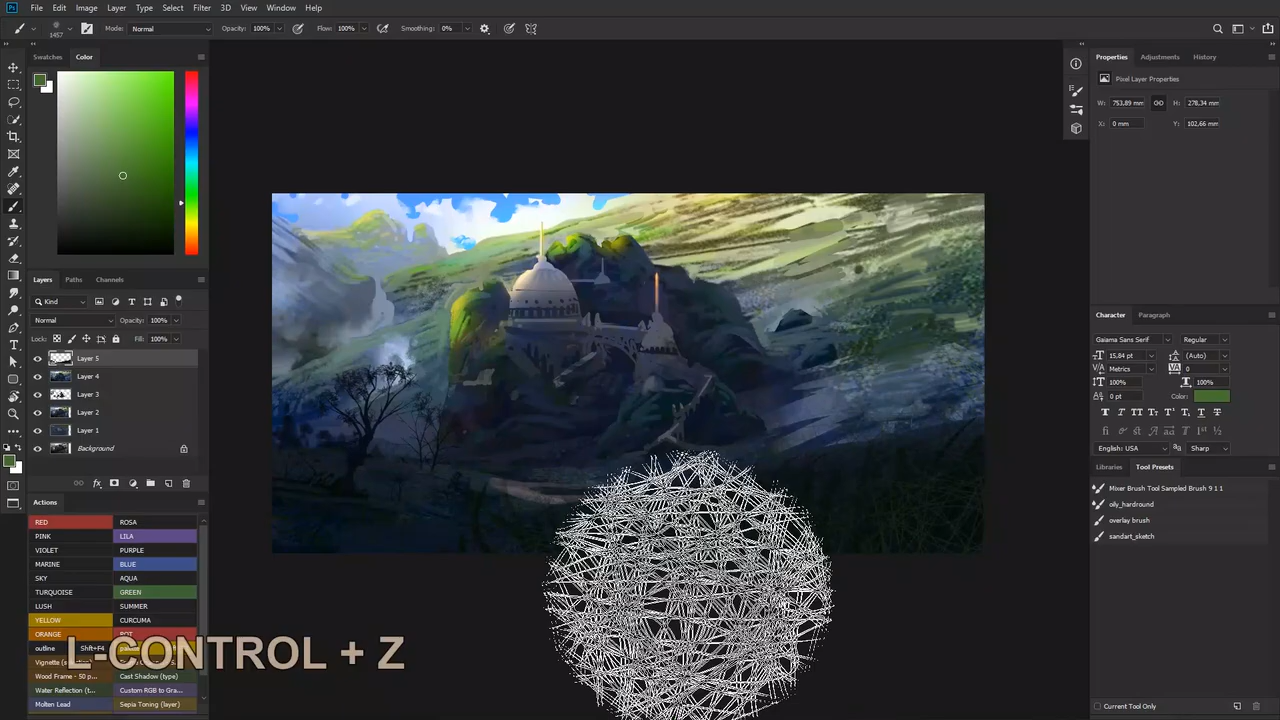 Ps File Edit Image Layer Type Select Filter 3D View Window Help
1457 Mode: Normal Opacity: 100% Flow: 100% Smoothing: 0%
Swatches Color
Layers Paths Channels
Kind
Normal Opacity: 100%
Lock: Fill: 100%
Layer 5
Layer 4
Layer 3
Layer 2
Layer 1
Background
fx
Actions
RED ROSA
PINK LILA
VIOLET PURPLE
MARINE BLUE
SKY AQUA
TURQUOISE GREEN
LUSH SUMMER
YELLOW CURCUMA
ORANGE
outline Shft+F4
L-CONTROL + Z
Wood Frame - 50 p... Cast Shadow (type)
Water Reflection (t... Custom RGB to Gra...
Molten Lead Sepia Toning (layer)
Properties Adjustments History
Pixel Layer Properties
W: 753,89 mm H: 278,34 mm
X: 0 mm Y: 102,66 mm
Character Paragraph
Gaiama Sans Serif Regular
15,84 pt (Auto)
Metrics 0
100% 100%
0 pt Color:
English: USA Sharp
Libraries Tool Presets
Mixer Brush Tool Sampled Brush 9 1 1
oily_hardround
overlay brush
sandart_sketch
Current Tool Only